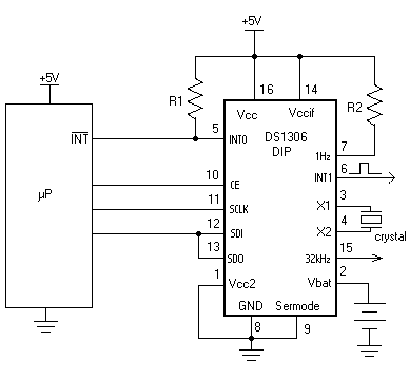 +5V
+5V
16
14
R1
R2
Vcc
Vccif
5
INT
INTO
DS1306
DIP
7
1Hz
6
INT1
µP
10
CE
3
X1
11
SCLK
4
X2
crystal
12
SDI
13
SDO
15
32kHz
1
Vcc2
2
Vbat
GND
Sermode
8
9